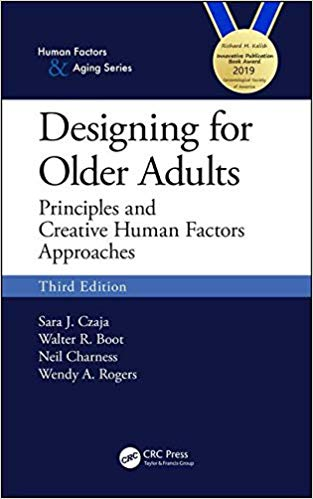 Human Factors
& Aging Series
Richard M. Kalish
Innovative Publication
Book Award
2019
Gerontological Society
of America
Designing for
Older Adults
Principles and
Creative Human Factors
Approaches
Third Edition
Sara J. Czaja
Walter R. Boot
Neil Charness
Wendy A. Rogers
CRC
CRC Press
Taylor & Francis Group